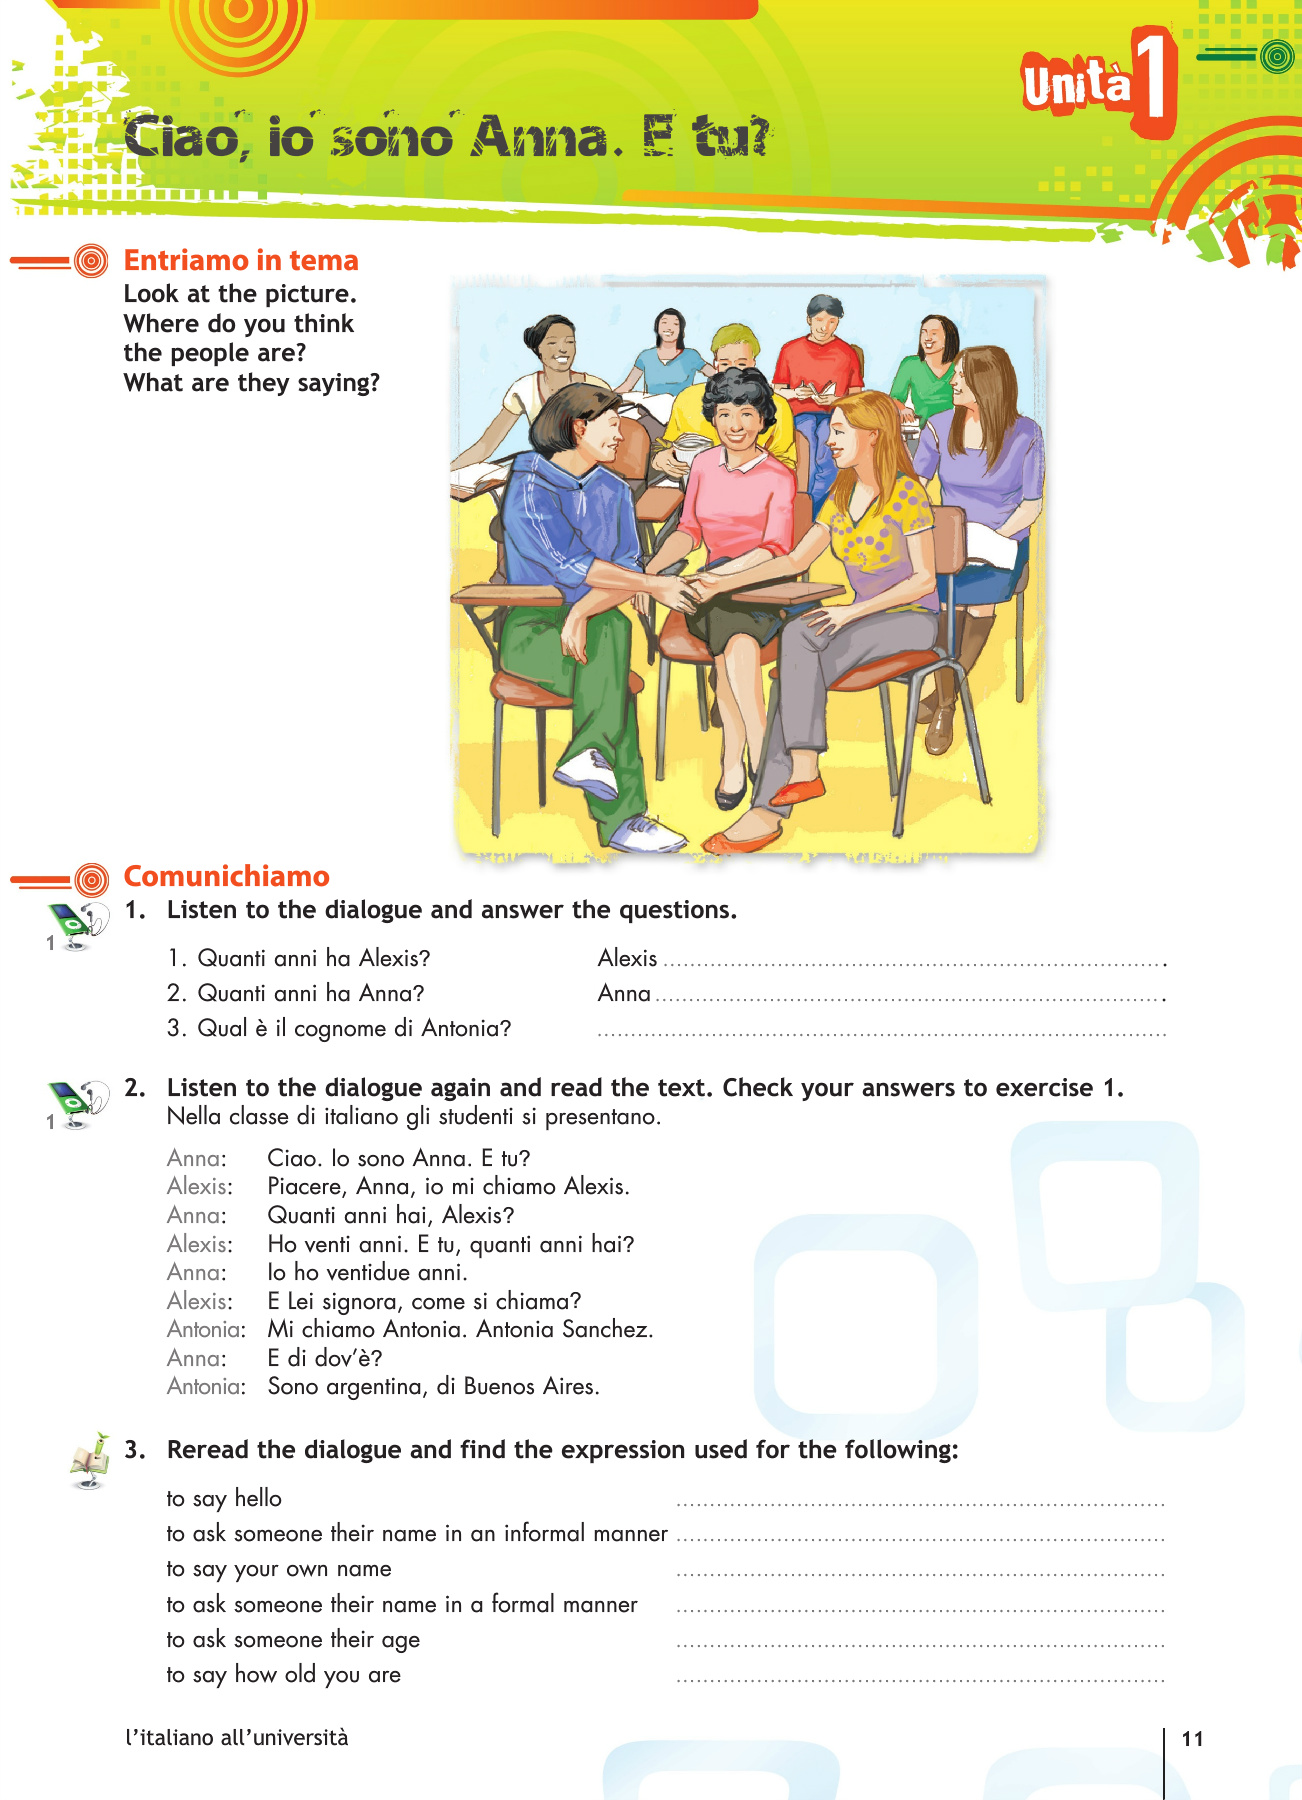 Unità 1
Ciao, io sono Anna. E tu?
Entriamo in tema
Look at the picture.
Where do you think
the people are?
What are they saying?
Comunichiamo
1. Listen to the dialogue and answer the questions.
1
1. Quanti anni ha Alexis? Alexis ........................................................................... .
2. Quanti anni ha Anna? Anna ........................................................................... .
3. Qual è il cognome di Antonia? .....................................................................................
2. Listen to the dialogue again and read the text. Check your answers to exercise 1.
1
Nella classe di italiano gli studenti si presentano.
Anna: Ciao. Io sono Anna. E tu?
Alexis: Piacere, Anna, io mi chiamo Alexis.
Anna: Quanti anni hai, Alexis?
Alexis: Ho venti anni. E tu, quanti anni hai?
Anna: Io ho ventidue anni.
Alexis: E Lei signora, come si chiama?
Antonia: Mi chiamo Antonia. Antonia Sanchez.
Anna: E di dov'è?
Antonia: Sono argentina, di Buenos Aires.
3. Reread the dialogue and find the expression used for the following:
to say hello .........................................................................
to ask someone their name in an informal manner .........................................................................
to say your own name .........................................................................
to ask someone their name in a formal manner .........................................................................
to ask someone their age .........................................................................
to say how old you are .........................................................................
l'italiano all'università 11